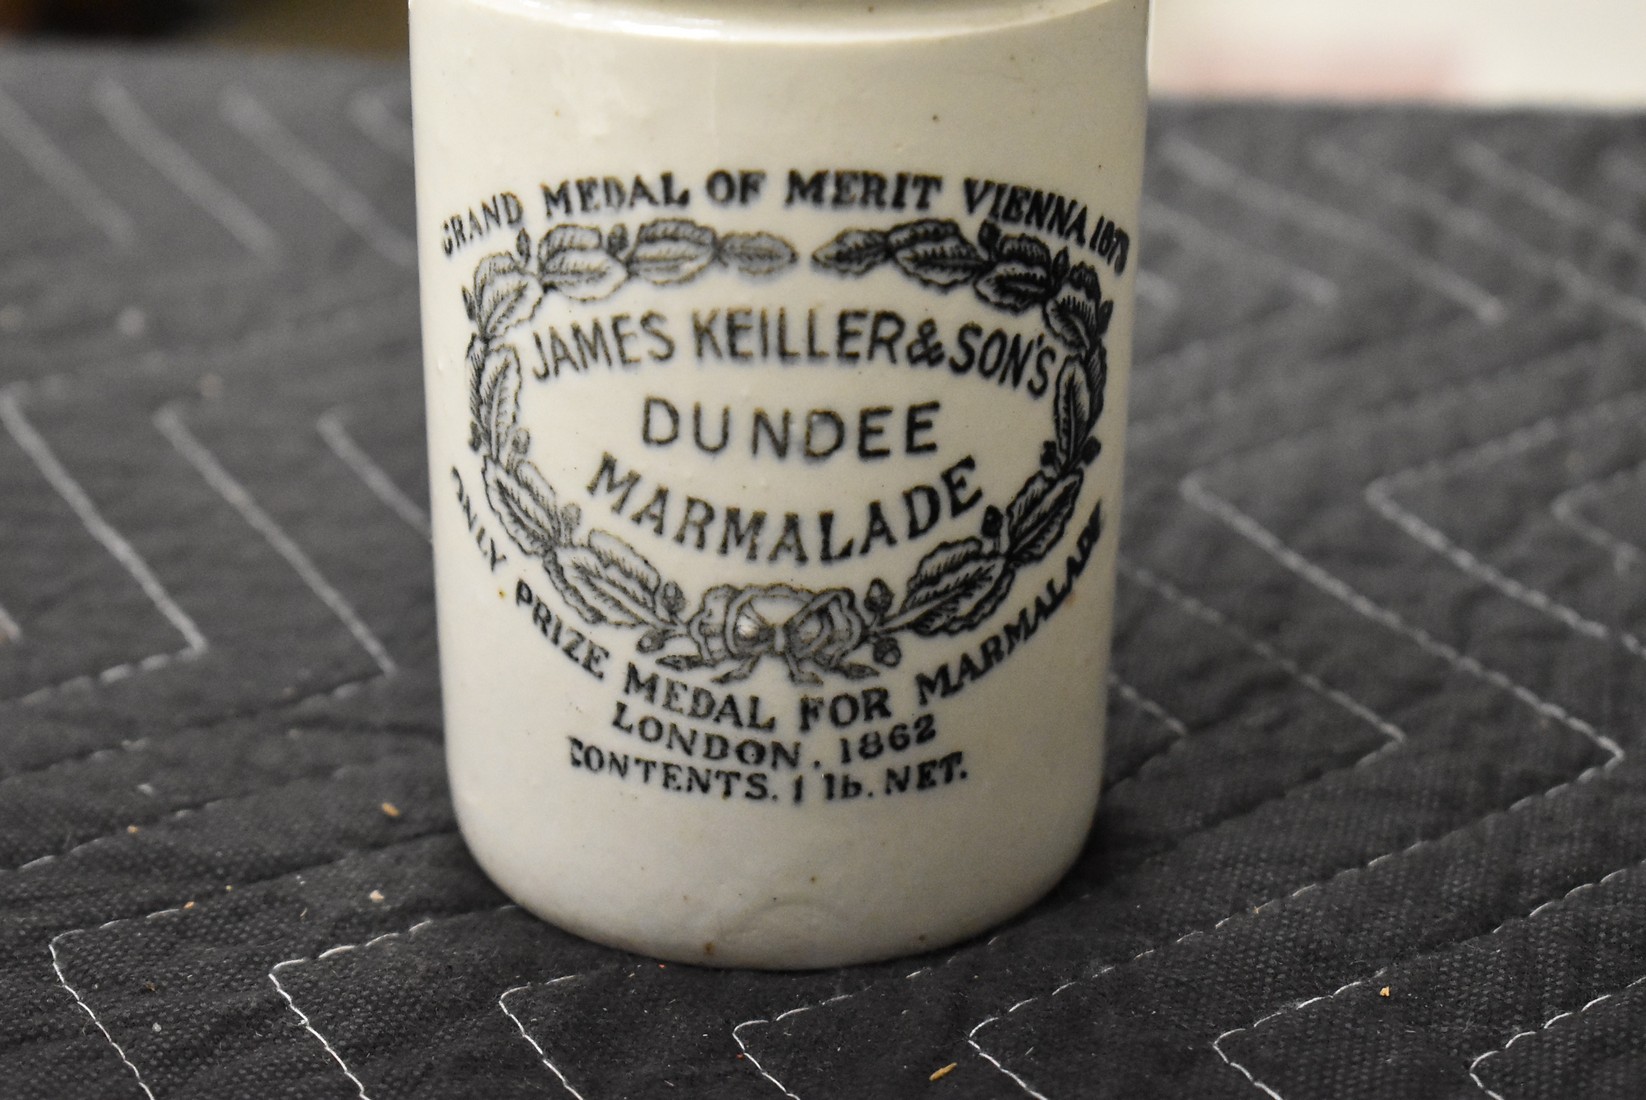 GRAND MEDAL OF MERIT VIENNA 1873
JAMES KEILLER & SON'S
DUNDEE
MARMALADE
ONLY PRIZE MEDAL FOR MARMALADE
LONDON. 1862
CONTENTS. 1 lb. NET.